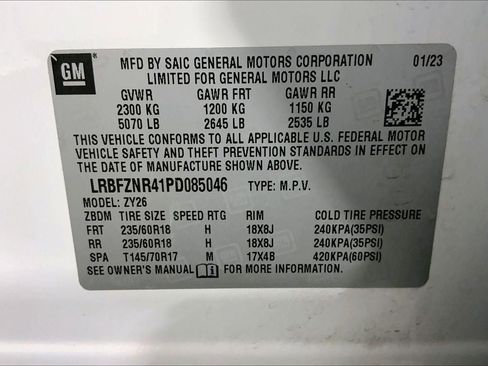 GM
MFD BY SAIC GENERAL MOTORS CORPORATION 01/23
LIMITED FOR GENERAL MOTORS LLC
GVWR GAWR FRT GAWR RR
2300 KG 1200 KG 1150 KG
5070 LB 2645 LB 2535 LB
THIS VEHICLE CONFORMS TO ALL APPLICABLE U.S. FEDERAL MOTOR
VEHICLE SAFETY AND THEFT PREVENTION STANDARDS IN EFFECT ON
THE DATE OF MANUFACTURE SHOWN ABOVE.
LRBFZNR41PD085046 TYPE: M.P.V.
MODEL: ZY26
ZBDM TIRE SIZE SPEED RTG RIM COLD TIRE PRESSURE
FRT 235/60R18 H 18X8J 240KPA(35PSI)
RR 235/60R18 H 18X8J 240KPA(35PSI)
SPA T145/70R17 M 17X4B 420KPA(60PSI)
SEE OWNER'S MANUAL FOR MORE INFORMATION.